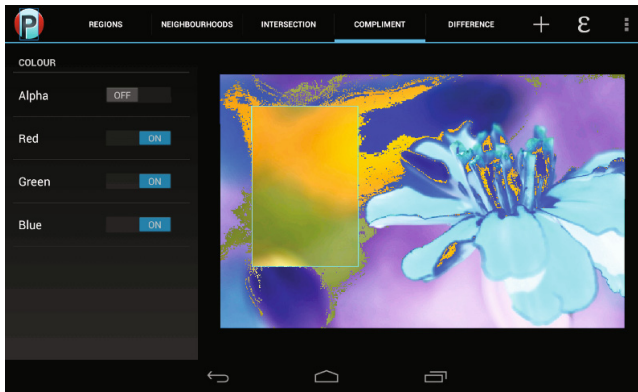 P
REGIONS NEIGHBOURHOODS INTERSECTION COMPLIMENT DIFFERENCE + ε
COLOUR
Alpha OFF
Red ON
Green ON
Blue ON